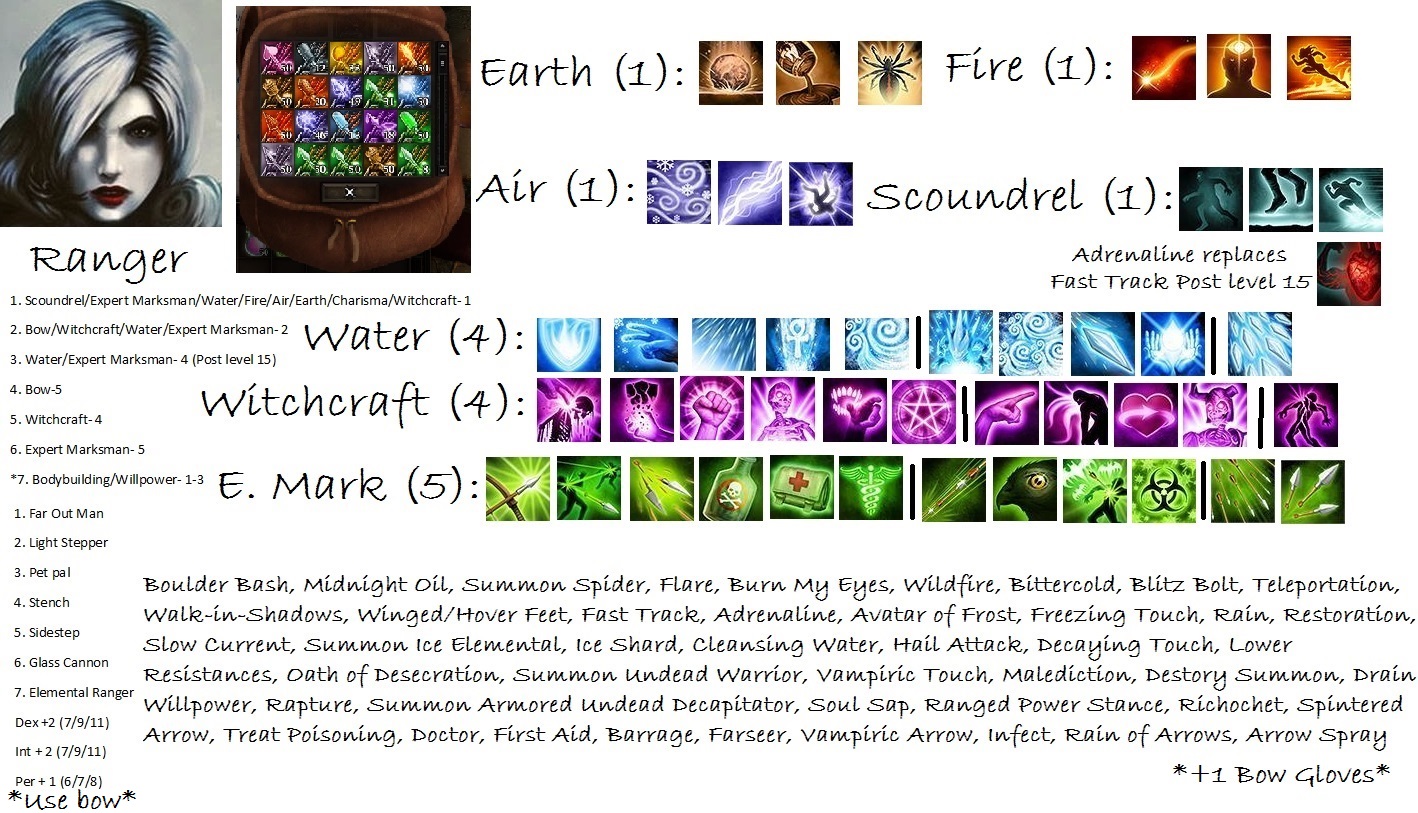 Earth (1):
Fire (1):
Air (1):
Scoundrel (1):
Adrenaline replaces
Fast Track Post level 15
Ranger
1. Scoundrel/Expert Marksman/Water/Fire/Air/Earth/Charisma/Witchcraft- 1
2. Bow/Witchcraft/Water/Expert Marksman- 2
3. Water/Expert Marksman- 4 (Post level 15)
4. Bow-5
5. Witchcraft- 4
6. Expert Marksman- 5
*7. Bodybuilding/Willpower- 1-3
Water (4):
Witchcraft (4):
E. Mark (5):
1. Far Out Man
2. Light Stepper
3. Pet pal
4. Stench
5. Sidestep
6. Glass Cannon
7. Elemental Ranger
Dex +2 (7/9/11)
Int + 2 (7/9/11)
Per + 1 (6/7/8)
*Use bow*
Boulder Bash, Midnight Oil, Summon Spider, Flare, Burn My Eyes, Wildfire, Bittercold, Blitz Bolt, Teleportation,
Walk-in-Shadows, Winged/Hover Feet, Fast Track, Adrenaline, Avatar of Frost, Freezing Touch, Rain, Restoration,
Slow Current, Summon Ice Elemental, Ice Shard, Cleansing Water, Hail Attack, Decaying Touch, Lower
Resistances, Oath of Desecration, Summon Undead Warrior, Vampiric Touch, Malediction, Destory Summon, Drain
Willpower, Rapture, Summon Armored Undead Decapitator, Soul Sap, Ranged Power Stance, Richochet, Spintered
Arrow, Treat Poisoning, Doctor, First Aid, Barrage, Farseer, Vampiric Arrow, Infect, Rain of Arrows, Arrow Spray
*+1 Bow Gloves*